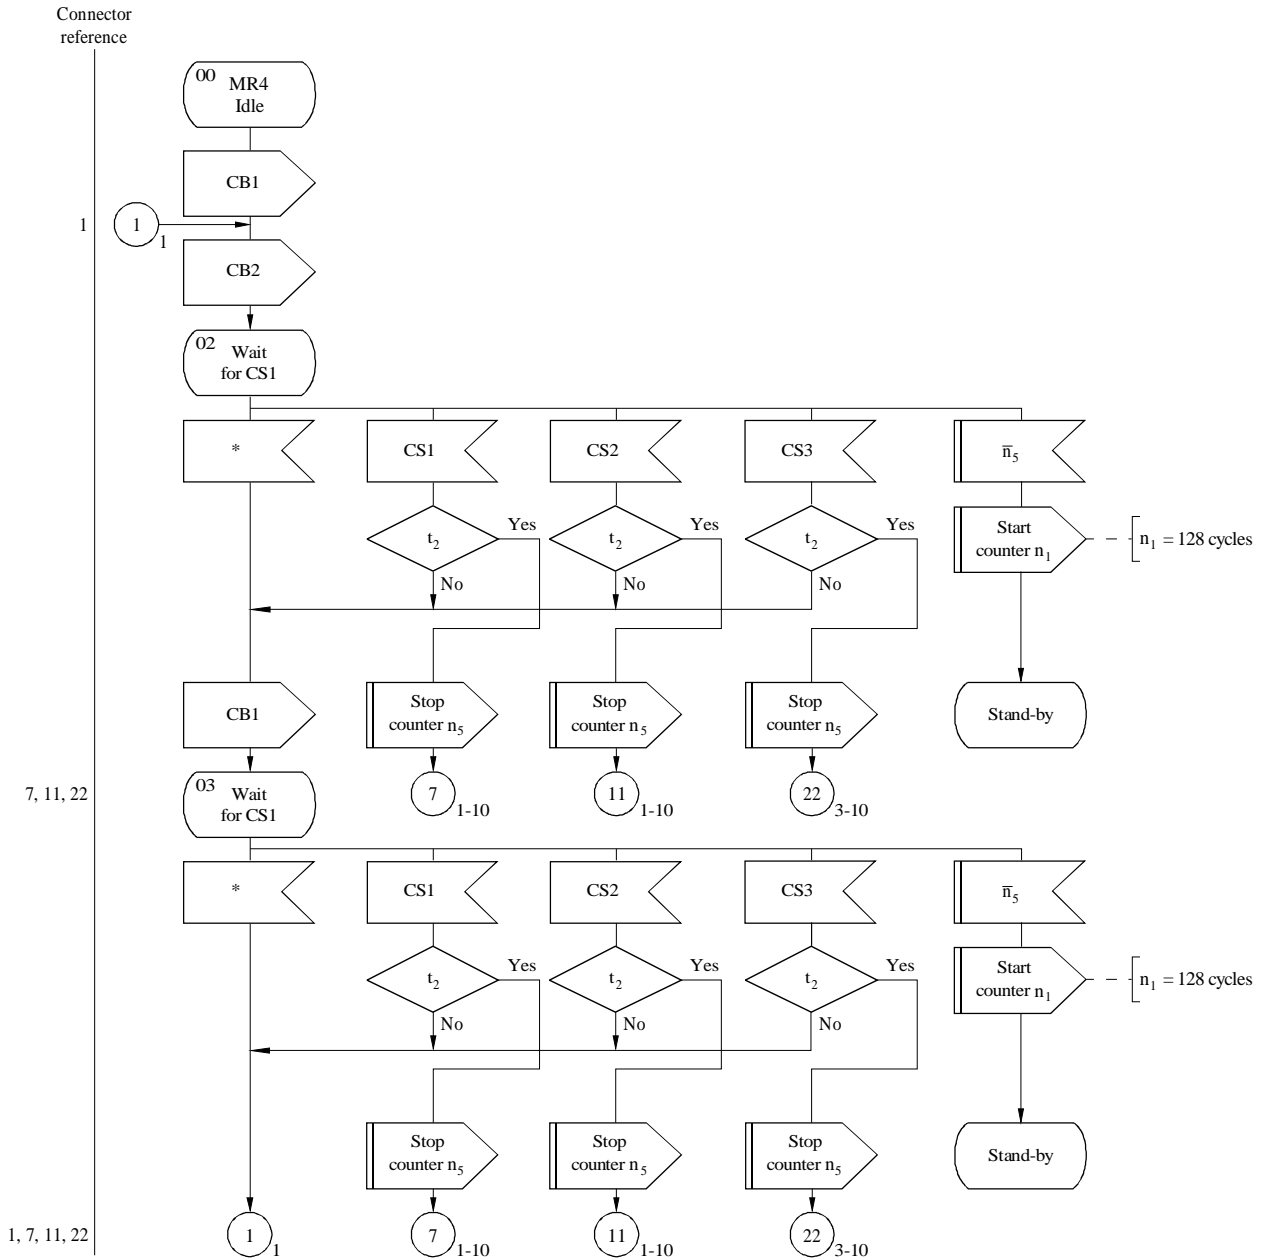 Connector
reference
00
MR4
Idle
CB1
1
1
1
CB2
02
Wait
for CS1
*
CS1
CS2
CS3
n̅₅
t₂
Yes
t₂
Yes
t₂
Yes
Start
counter n₁
n₁ = 128 cycles
No
No
No
CB1
Stop
counter n₅
Stop
counter n₅
Stop
counter n₅
Stand-by
7, 11, 22
03
Wait
for CS1
7
1-10
11
1-10
22
3-10
*
CS1
CS2
CS3
n̅₅
t₂
Yes
t₂
Yes
t₂
Yes
Start
counter n₁
n₁ = 128 cycles
No
No
No
Stop
counter n₅
Stop
counter n₅
Stop
counter n₅
Stand-by
1, 7, 11, 22
1
1
7
1-10
11
1-10
22
3-10